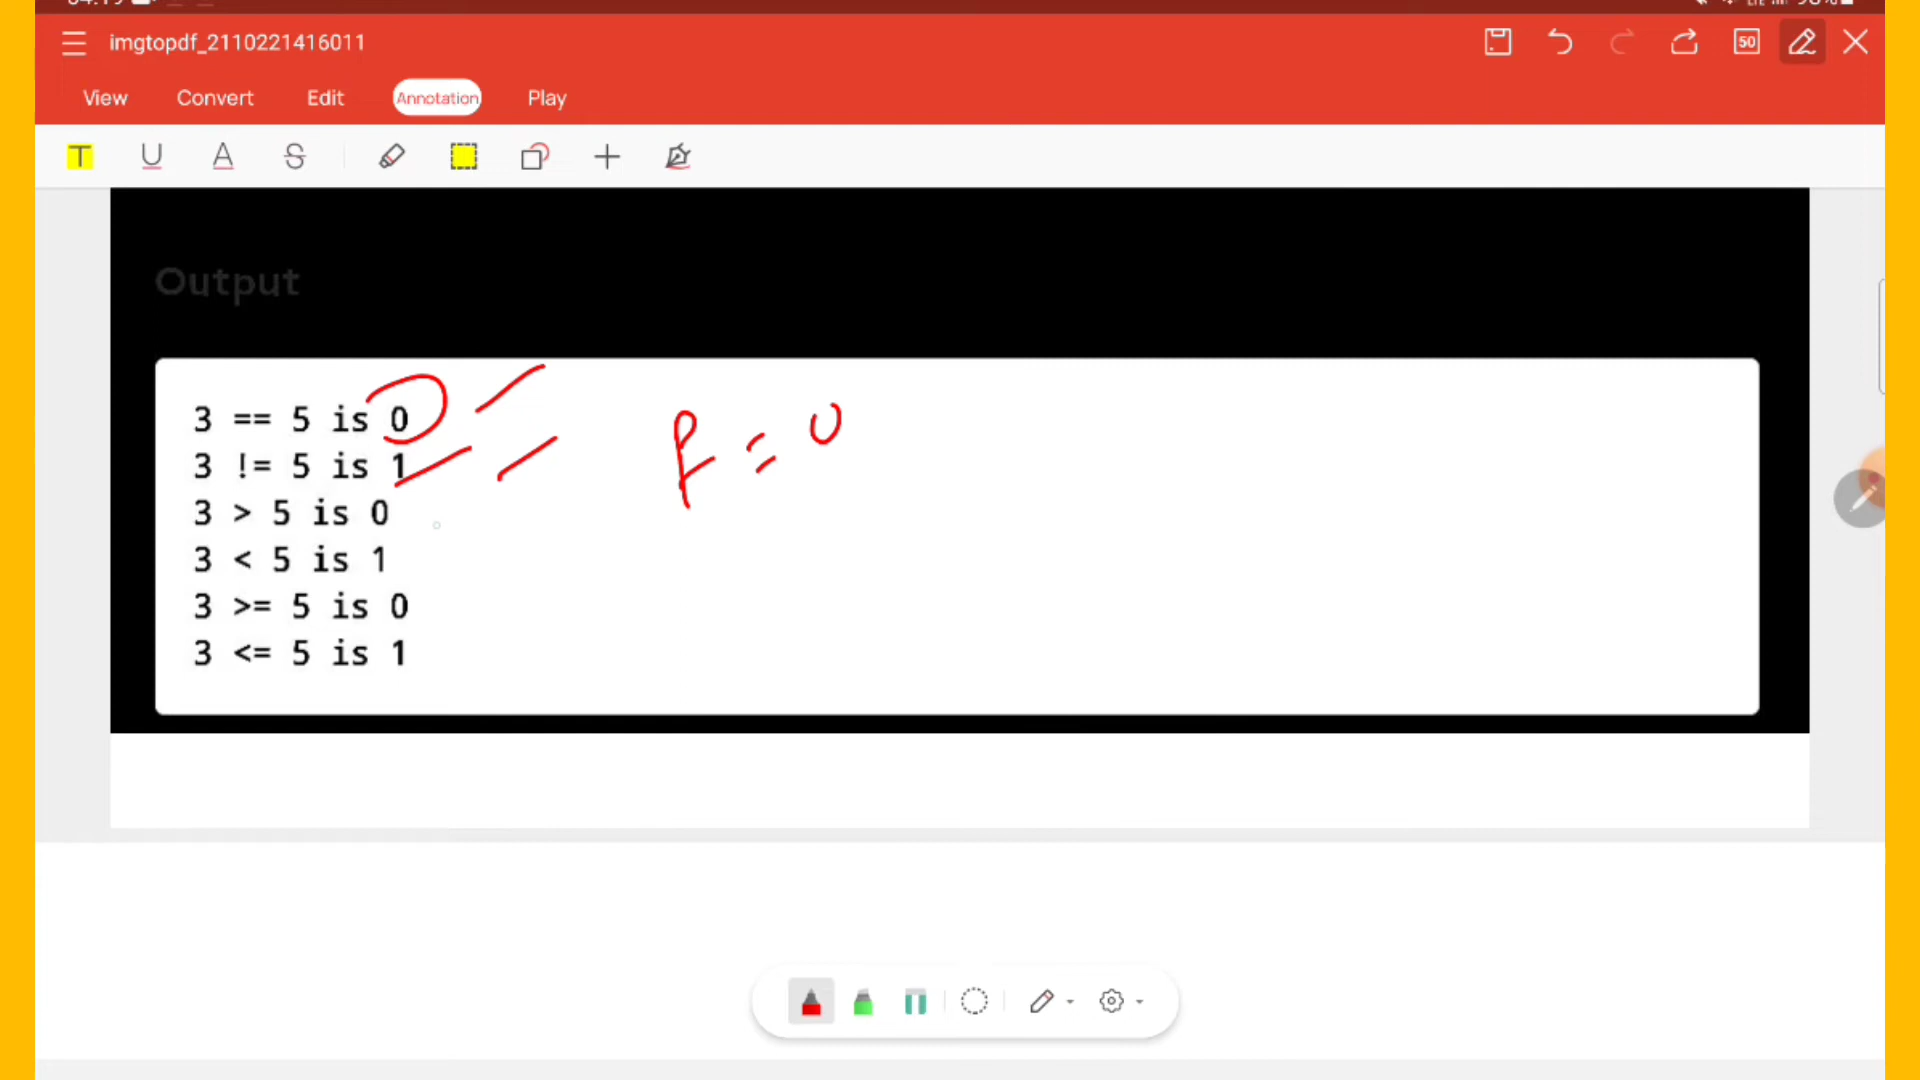 imgtopdf_2110221416011
50
View Convert Edit Annotation Play
T U A S
Output
3 == 5 is 0
3 != 5 is 1
3 > 5 is 0
3 < 5 is 1
3 >= 5 is 0
3 <= 5 is 1
f = 0